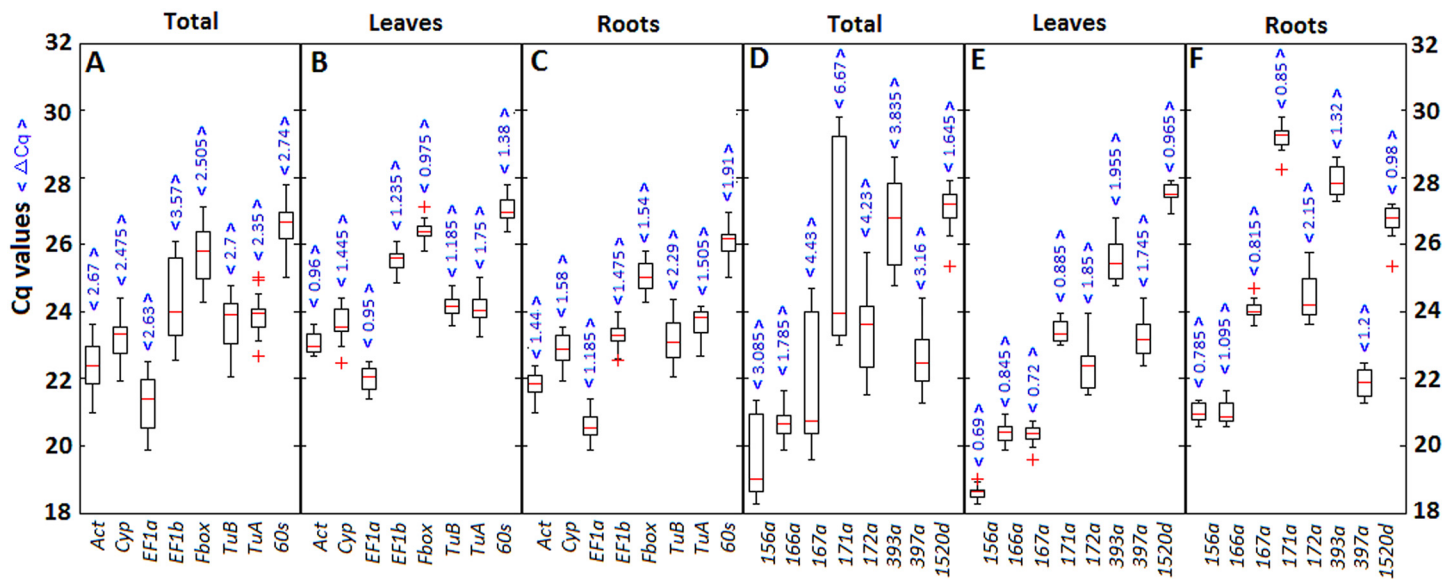 Total Leaves Roots Total Leaves Roots
A B C D E F
Cq values < △Cq >
32
30
28
26
24
22
20
18
< 2.67 >
< 2.475 >
< 2.63 >
< 3.57 >
< 2.505 >
< 2.7 >
< 2.35 >
< 2.74 >
< 0.96 >
< 1.445 >
< 0.95 >
< 1.235 >
< 0.975 >
< 1.185 >
< 1.75 >
< 1.38 >
< 1.44 >
< 1.58 >
< 1.185 >
< 1.475 >
< 1.54 >
< 2.29 >
< 1.505 >
< 1.91 >
< 3.085 >
< 1.785 >
< 4.43 >
< 6.67 >
< 4.23 >
< 3.835 >
< 3.16 >
< 1.645 >
< 0.69 >
< 0.845 >
< 0.72 >
< 0.885 >
< 1.85 >
< 1.955 >
< 1.745 >
< 0.965 >
< 0.785 >
< 1.095 >
< 0.815 >
< 0.85 >
< 2.15 >
< 1.32 >
< 1.2 >
< 0.98 >
32
30
28
26
24
22
20
18
Act Cyp EF1a EF1b Fbox TuB TuA 60s
Act Cyp EF1a EF1b Fbox TuB TuA 60s
Act Cyp EF1a EF1b Fbox TuB TuA 60s
156a 166a 167a 171a 172a 393a 397a 1520d
156a 166a 167a 171a 172a 393a 397a 1520d
156a 166a 167a 171a 172a 393a 397a 1520d